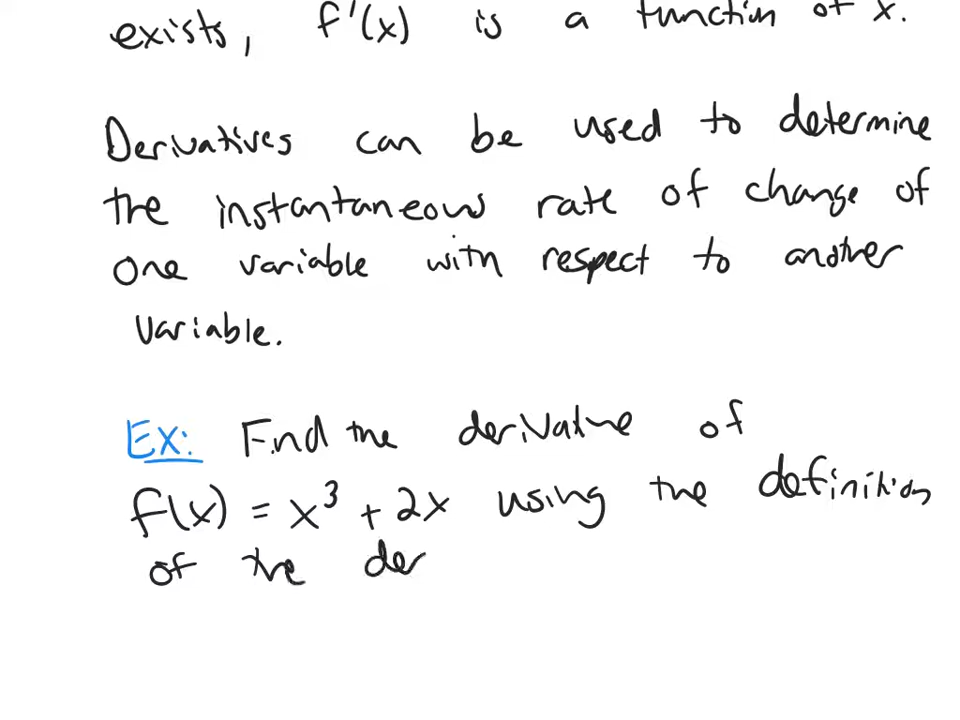 exists, f'(x) is a function of x.
Derivatives can be used to determine
the instantaneous rate of change of
one variable with respect to another
variable.
Ex: Find the derivative of
f(x) = x³ + 2x using the definition
of the der